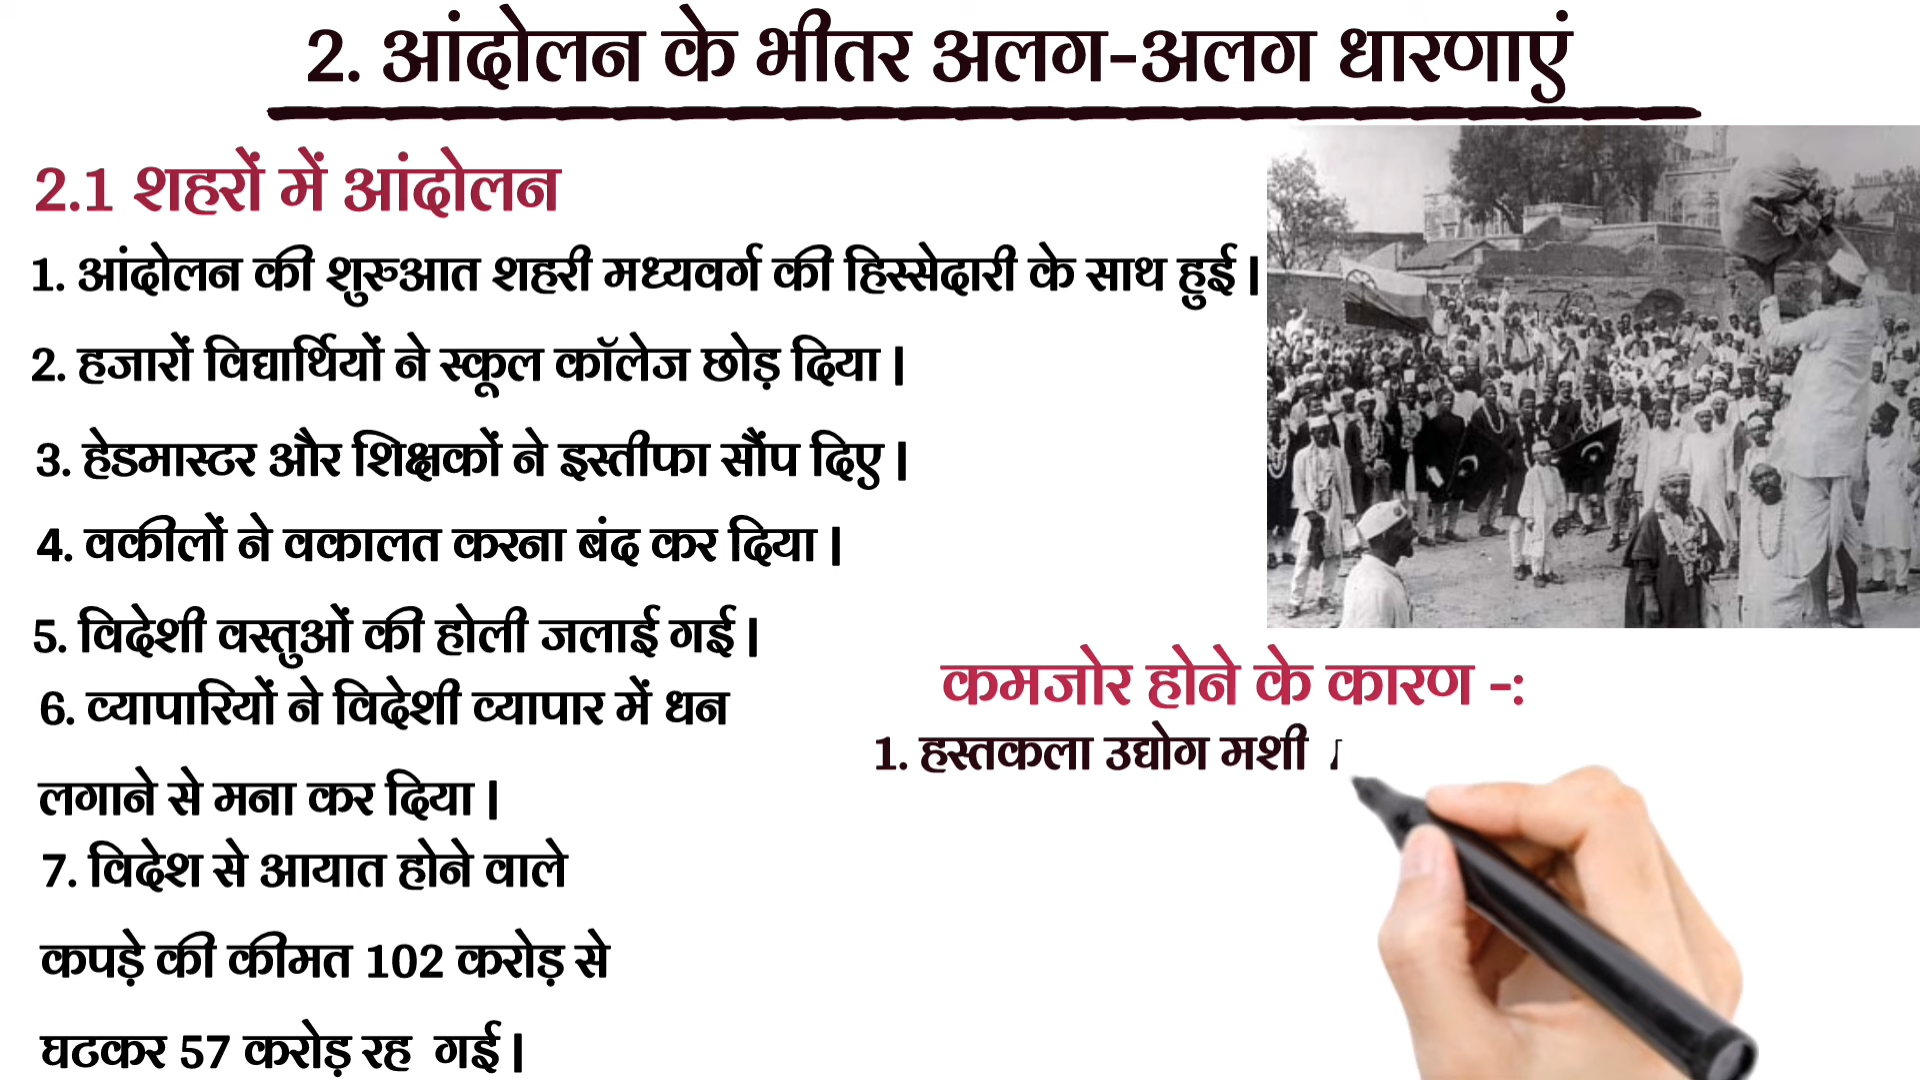 2. आंदोलन के भीतर अलग-अलग धारणाएं
2.1 शहरों में आंदोलन
1. आंदोलन की शुरुआत शहरी मध्यवर्ग की हिस्सेदारी के साथ हुई |
2. हजारों विद्यार्थियों ने स्कूल कॉलेज छोड़ दिया |
3. हेडमास्टर और शिक्षकों ने इस्तीफा सौंप दिए |
4. वकीलों ने वकालत करना बंद कर दिया |
5. विदेशी वस्तुओं की होली जलाई गई |
6. व्यापारियों ने विदेशी व्यापार में धन
लगाने से मना कर दिया |
7. विदेश से आयात होने वाले
कपड़े की कीमत 102 करोड़ से
घटकर 57 करोड़ रह गई |
कमजोर होने के कारण -:
1. हस्तकला उद्योग मशी